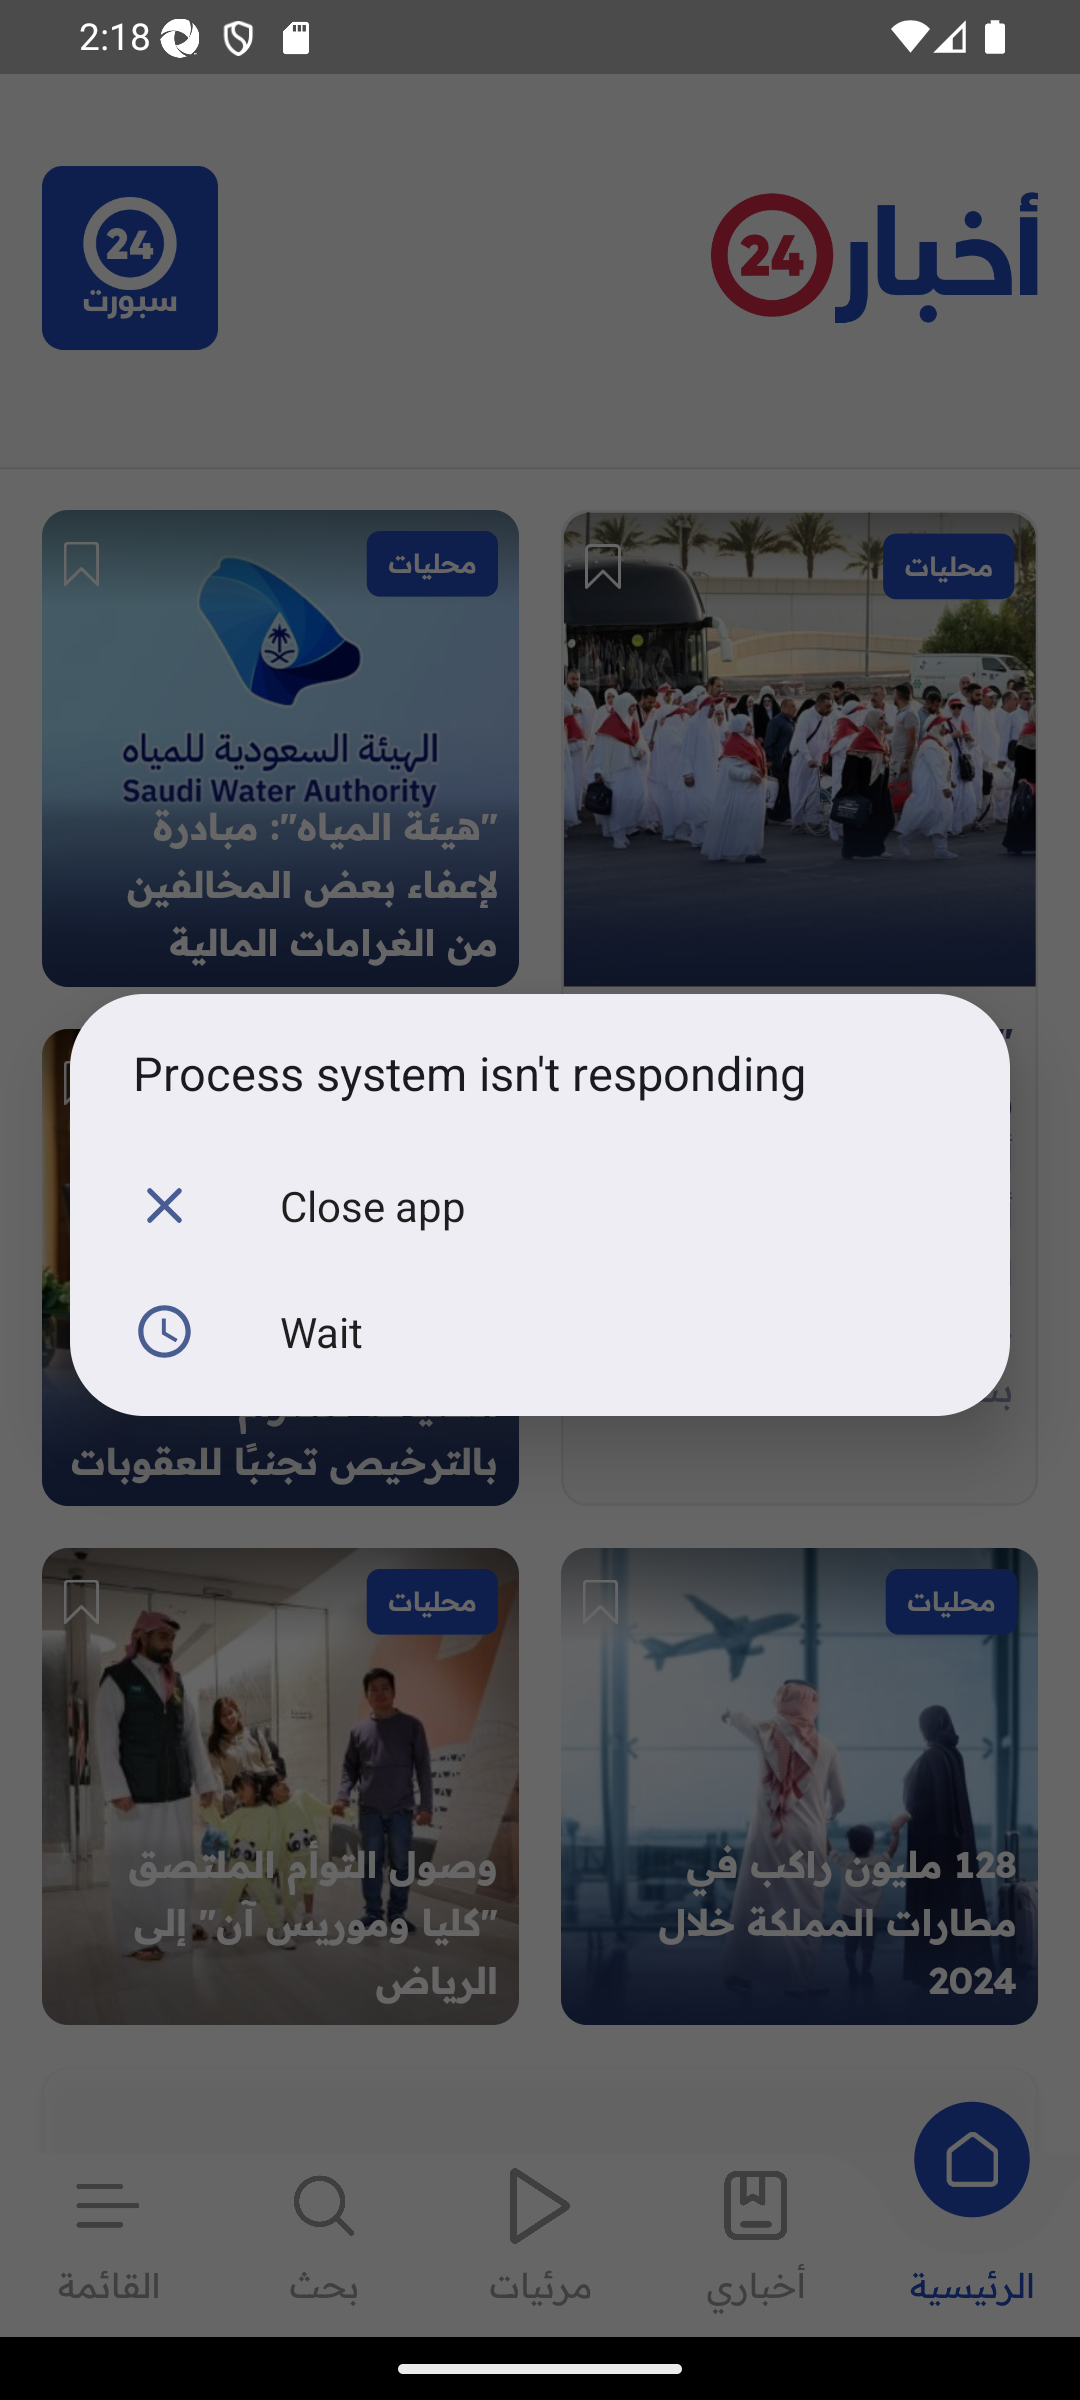 2:18
أخبار 24
24
سبورت
محليات
محليات
الهيئة السعودية للمياه
Saudi Water Authority
"هيئة المياه": مبادرة
لإعفاء بعض المخالفين
من الغرامات المالية
Process system isn't responding
Close app
Wait
بالترخيص تجنبًا للعقوبات
محليات
128 مليون راكب في
مطارات المملكة خلال
2024
محليات
وصول التوأم الملتصق
"كليا وموريس آن" إلى
الرياض
الرئيسية
أخباري
مرئيات
بحث
القائمة